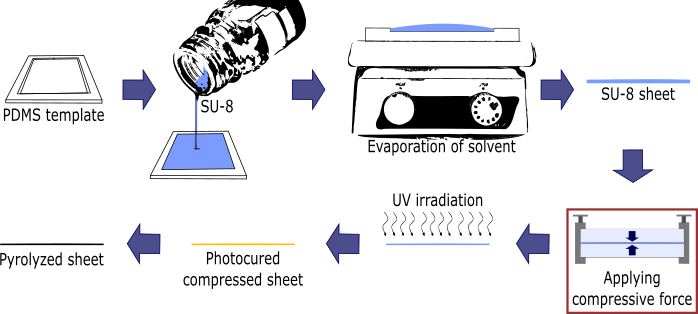 PDMS template
SU-8
Evaporation of solvent
SU-8 sheet
Applying
compressive force
UV irradiation
Photocured
compressed sheet
Pyrolyzed sheet